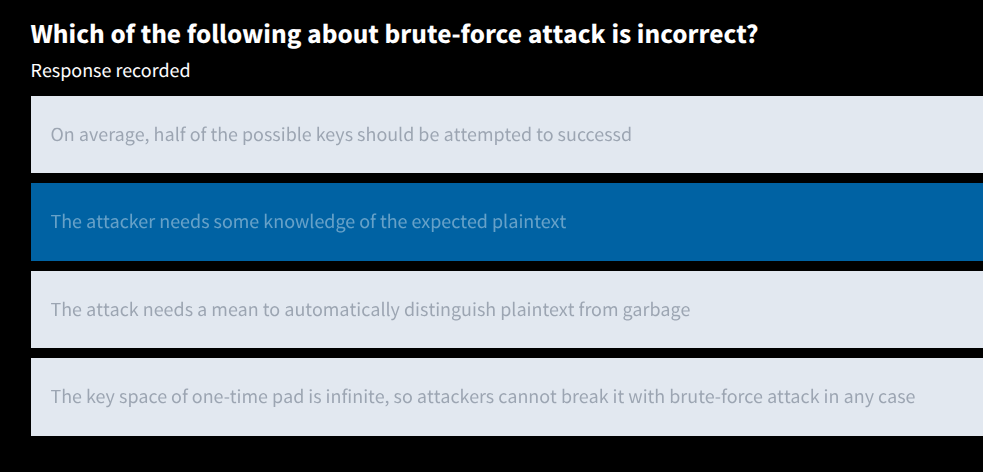 Which of the following about brute-force attack is incorrect?
Response recorded
On average, half of the possible keys should be attempted to successd
The attacker needs some knowledge of the expected plaintext
The attack needs a mean to automatically distinguish plaintext from garbage
The key space of one-time pad is infinite, so attackers cannot break it with brute-force attack in any case